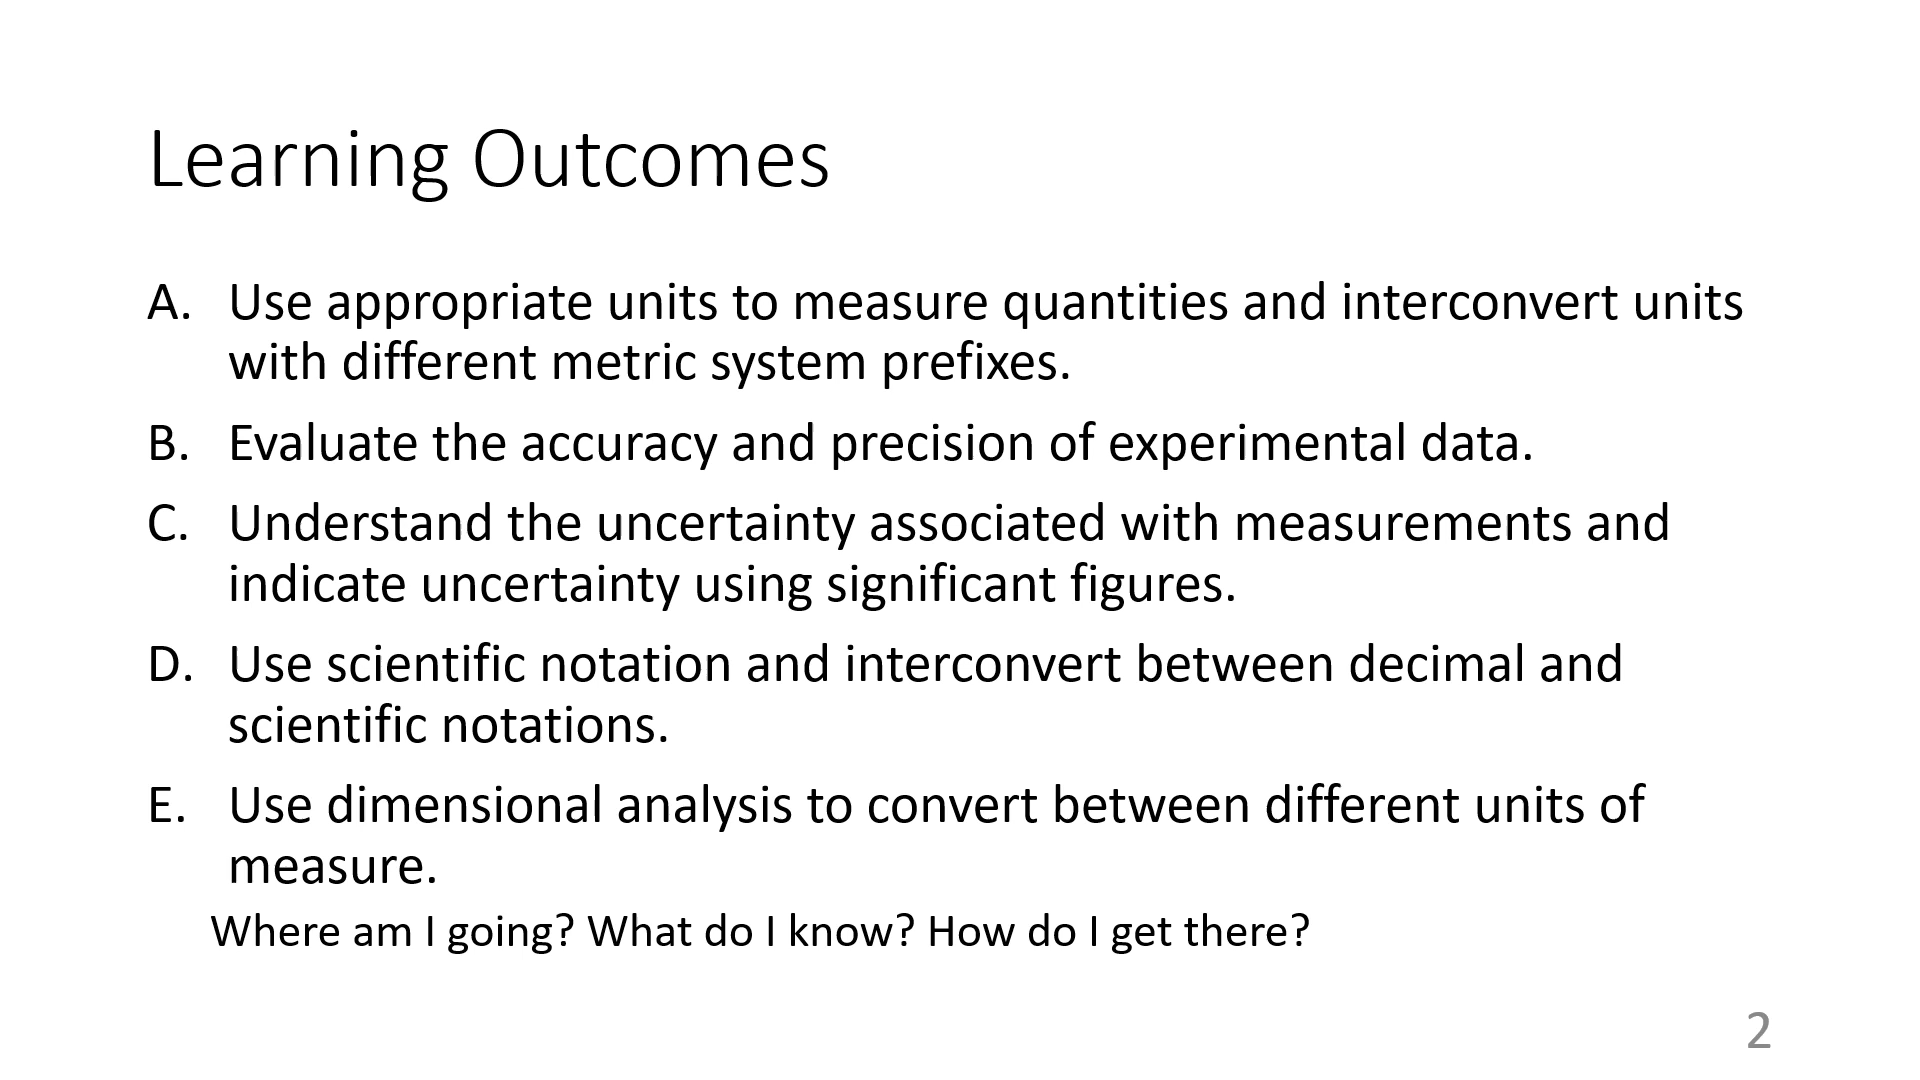 Learning Outcomes
A. Use appropriate units to measure quantities and interconvert units
with different metric system prefixes.
B. Evaluate the accuracy and precision of experimental data.
C. Understand the uncertainty associated with measurements and
indicate uncertainty using significant figures.
D. Use scientific notation and interconvert between decimal and
scientific notations.
E. Use dimensional analysis to convert between different units of
measure.
Where am I going? What do I know? How do I get there?
2